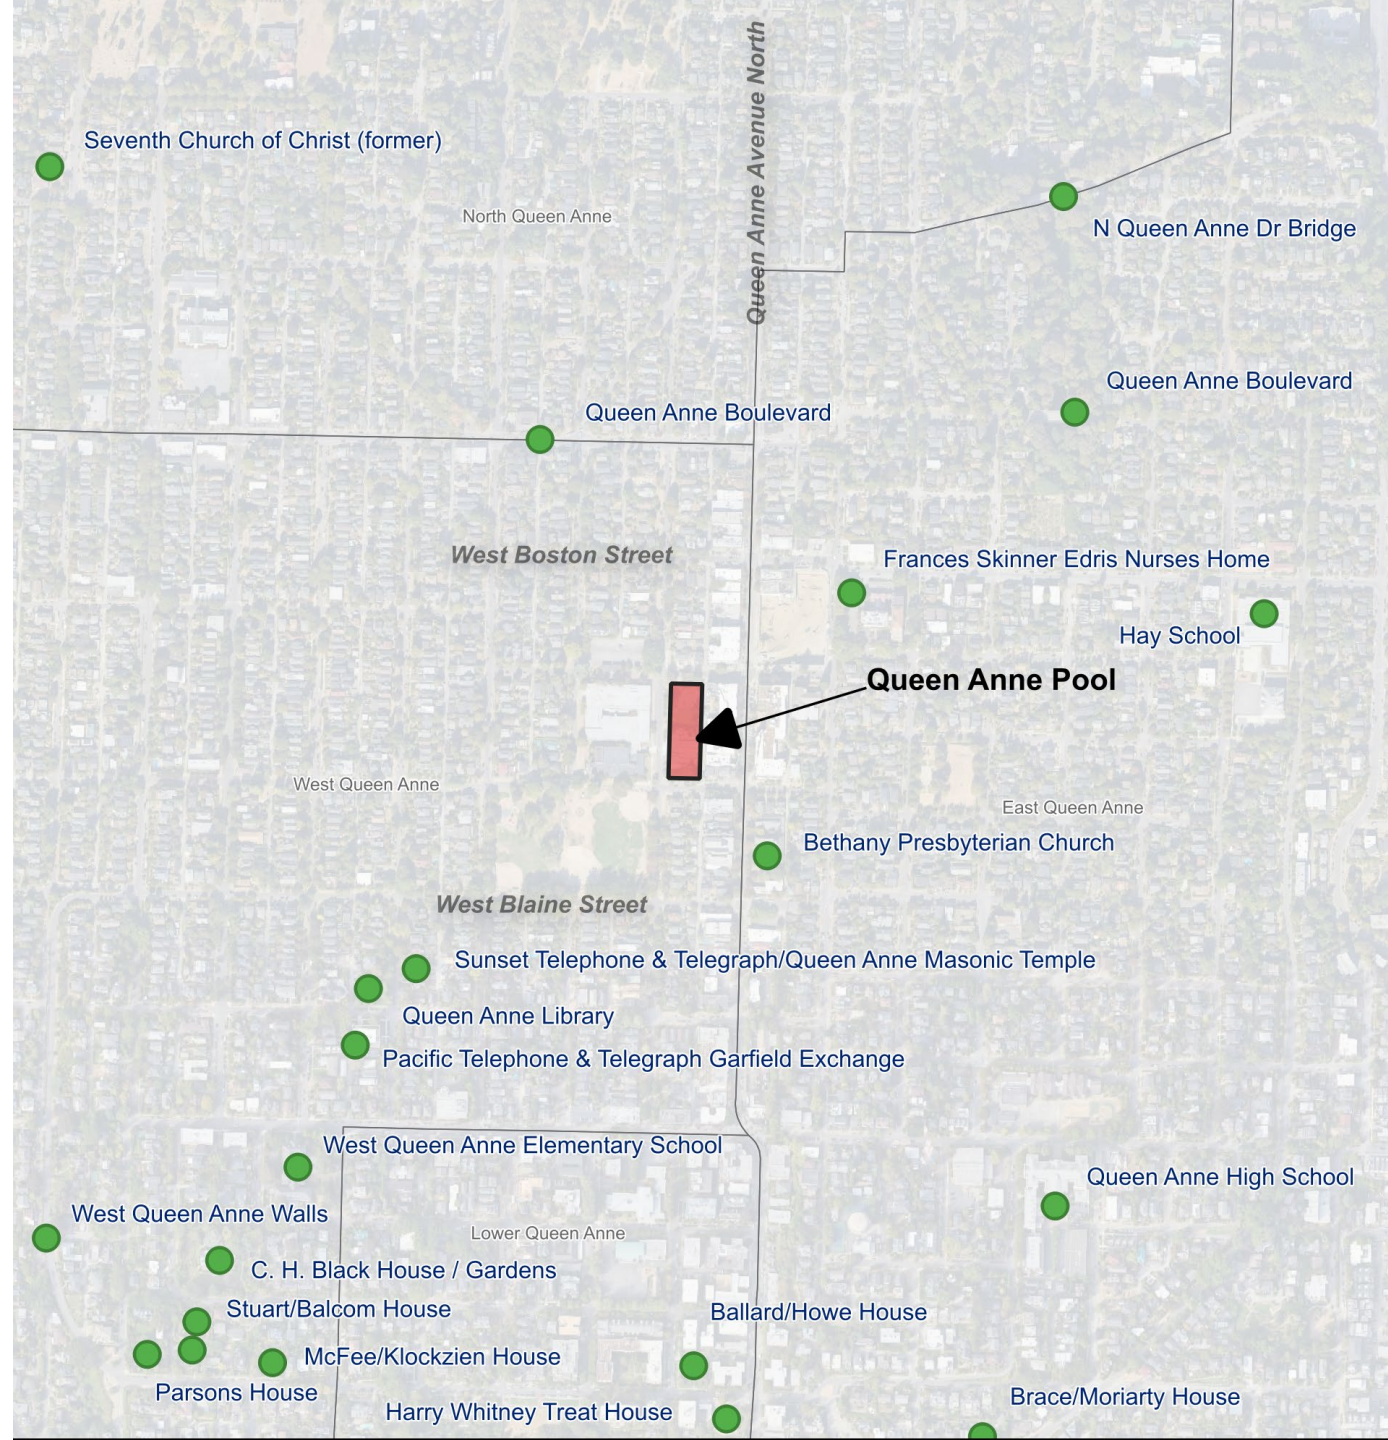 Queen Anne Avenue North
Seventh Church of Christ (former)
North Queen Anne
N Queen Anne Dr Bridge
Queen Anne Boulevard
Queen Anne Boulevard
West Boston Street
Frances Skinner Edris Nurses Home
Hay School
Queen Anne Pool
West Queen Anne
East Queen Anne
Bethany Presbyterian Church
West Blaine Street
Sunset Telephone & Telegraph/Queen Anne Masonic Temple
Queen Anne Library
Pacific Telephone & Telegraph Garfield Exchange
West Queen Anne Elementary School
Queen Anne High School
West Queen Anne Walls
Lower Queen Anne
C. H. Black House / Gardens
Stuart/Balcom House
Ballard/Howe House
McFee/Klockzien House
Parsons House
Brace/Moriarty House
Harry Whitney Treat House